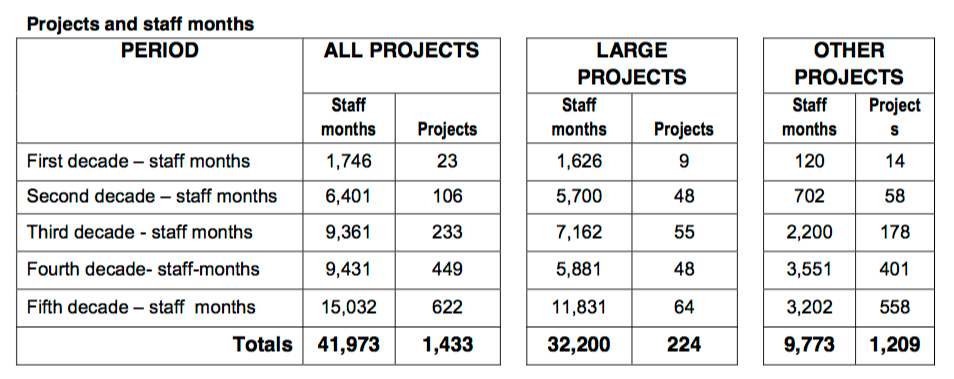 Projects and staff months
PERIOD ALL PROJECTS LARGE PROJECTS OTHER PROJECTS
Staff months Projects Staff months Projects Staff months Project s
First decade – staff months 1,746 23 1,626 9 120 14
Second decade – staff months 6,401 106 5,700 48 702 58
Third decade - staff months 9,361 233 7,162 55 2,200 178
Fourth decade- staff-months 9,431 449 5,881 48 3,551 401
Fifth decade – staff months 15,032 622 11,831 64 3,202 558
Totals 41,973 1,433 32,200 224 9,773 1,209